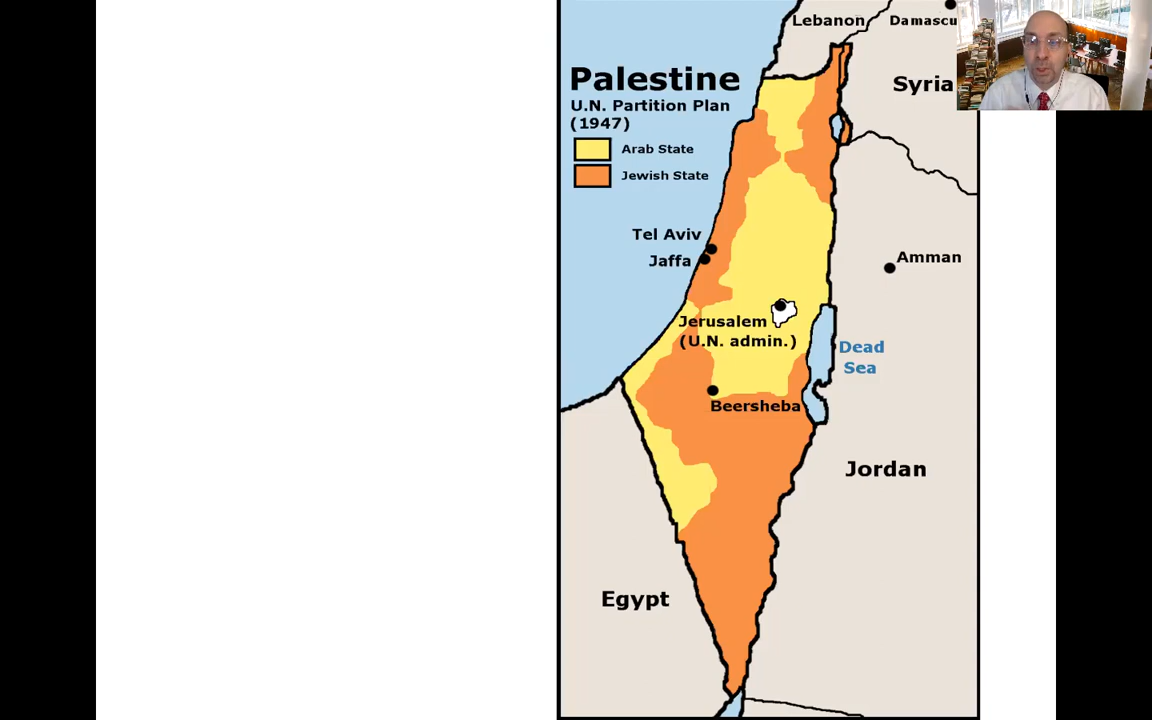 Lebanon
Damascu
Palestine
U.N. Partition Plan
(1947)
Syria
Arab State
Jewish State
Tel Aviv
Jaffa
Amman
Jerusalem
(U.N. admin.)
Dead
Sea
Beersheba
Jordan
Egypt